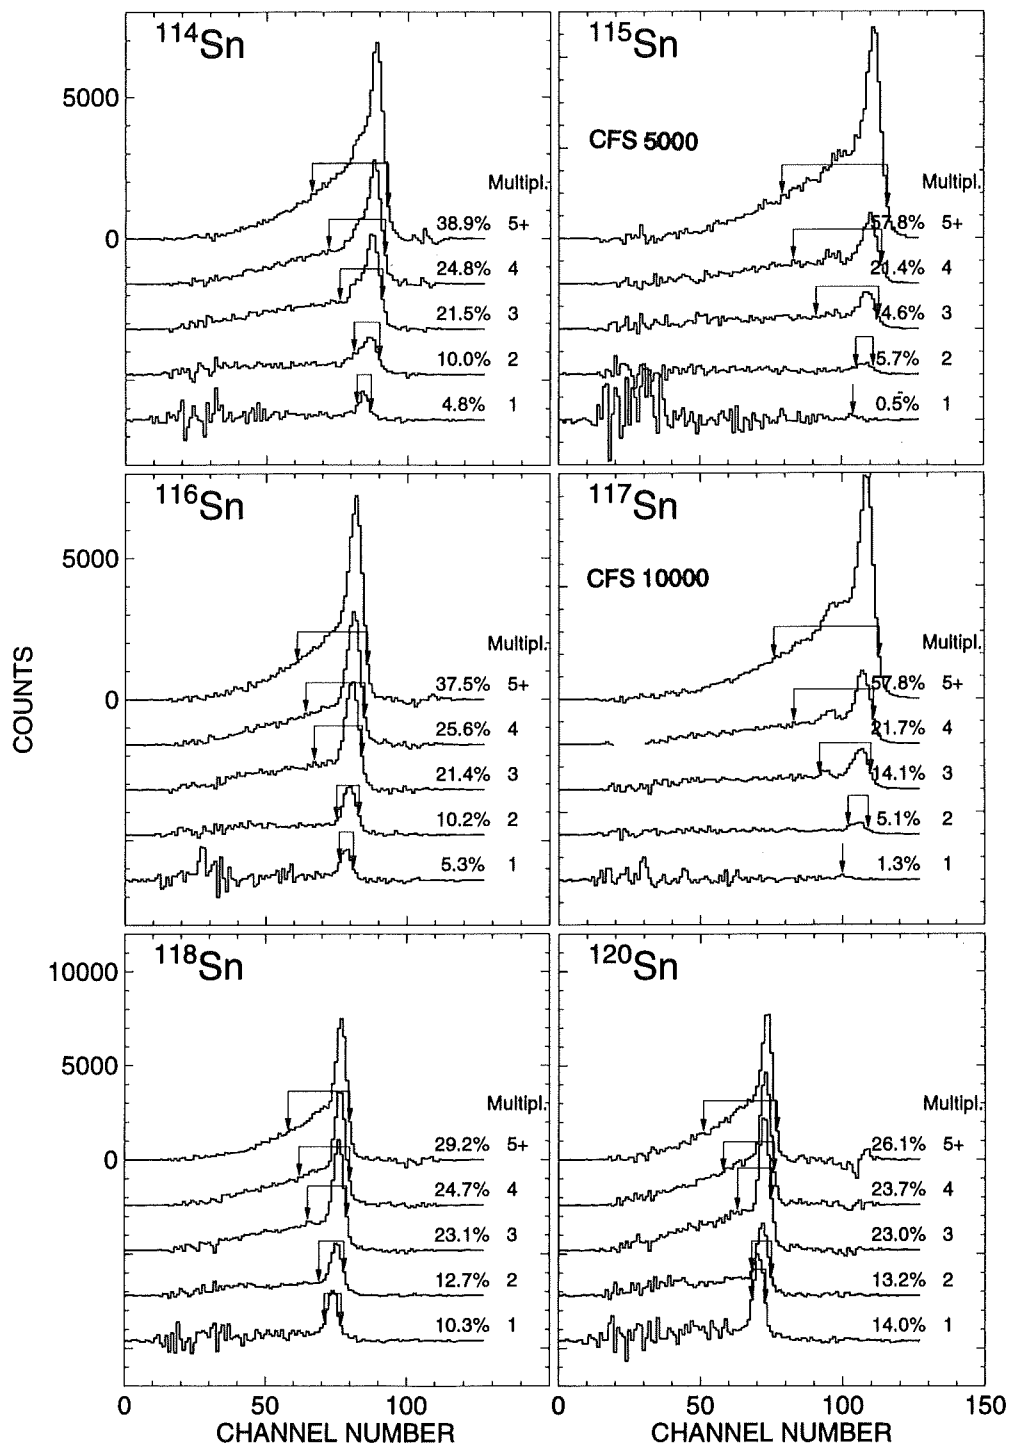 114Sn
5000
0
Multipl.
38.9% 5+
24.8% 4
21.5% 3
10.0% 2
4.8% 1
115Sn
CFS 5000
Multipl.
57.8% 5+
21.4% 4
4.6% 3
5.7% 2
0.5% 1
116Sn
5000
0
Multipl.
37.5% 5+
25.6% 4
21.4% 3
10.2% 2
5.3% 1
117Sn
CFS 10000
Multipl.
57.8% 5+
21.7% 4
14.1% 3
5.1% 2
1.3% 1
COUNTS
118Sn
10000
5000
0
Multipl.
29.2% 5+
24.7% 4
23.1% 3
12.7% 2
10.3% 1
120Sn
Multipl.
26.1% 5+
23.7% 4
23.0% 3
13.2% 2
14.0% 1
0 50 100 0 50 100 150
CHANNEL NUMBER CHANNEL NUMBER